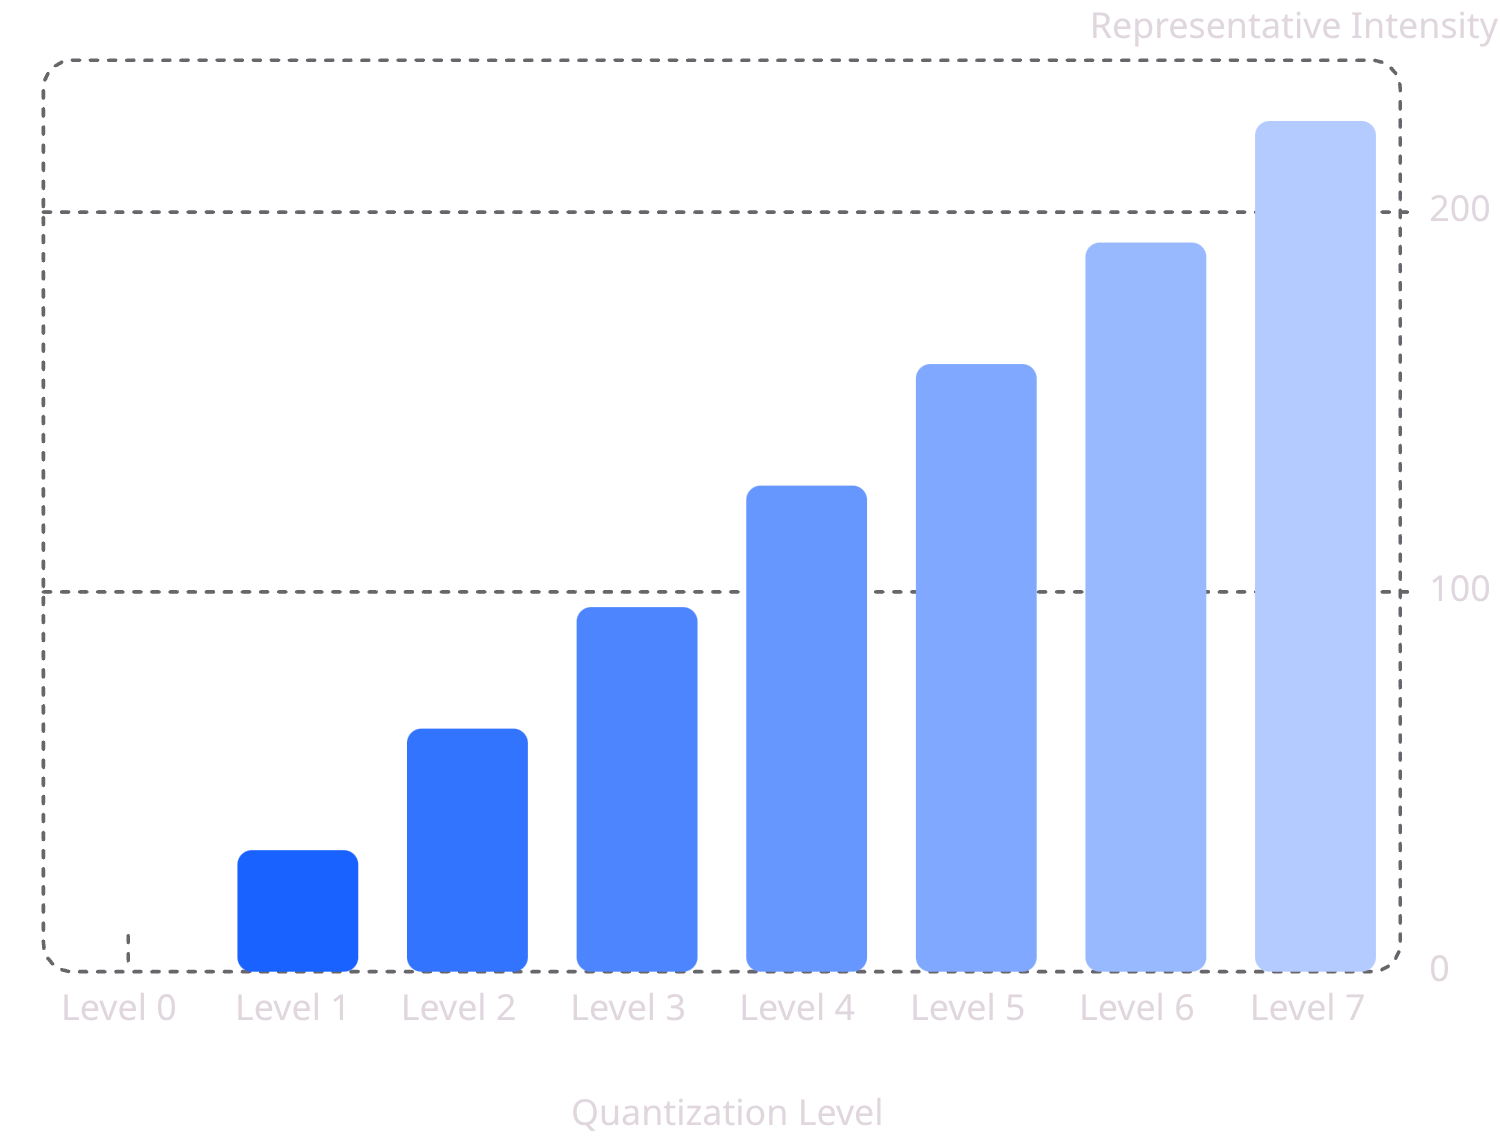 Representative Intensity
200
100
0
Level 0 Level 1 Level 2 Level 3 Level 4 Level 5 Level 6 Level 7
Quantization Level